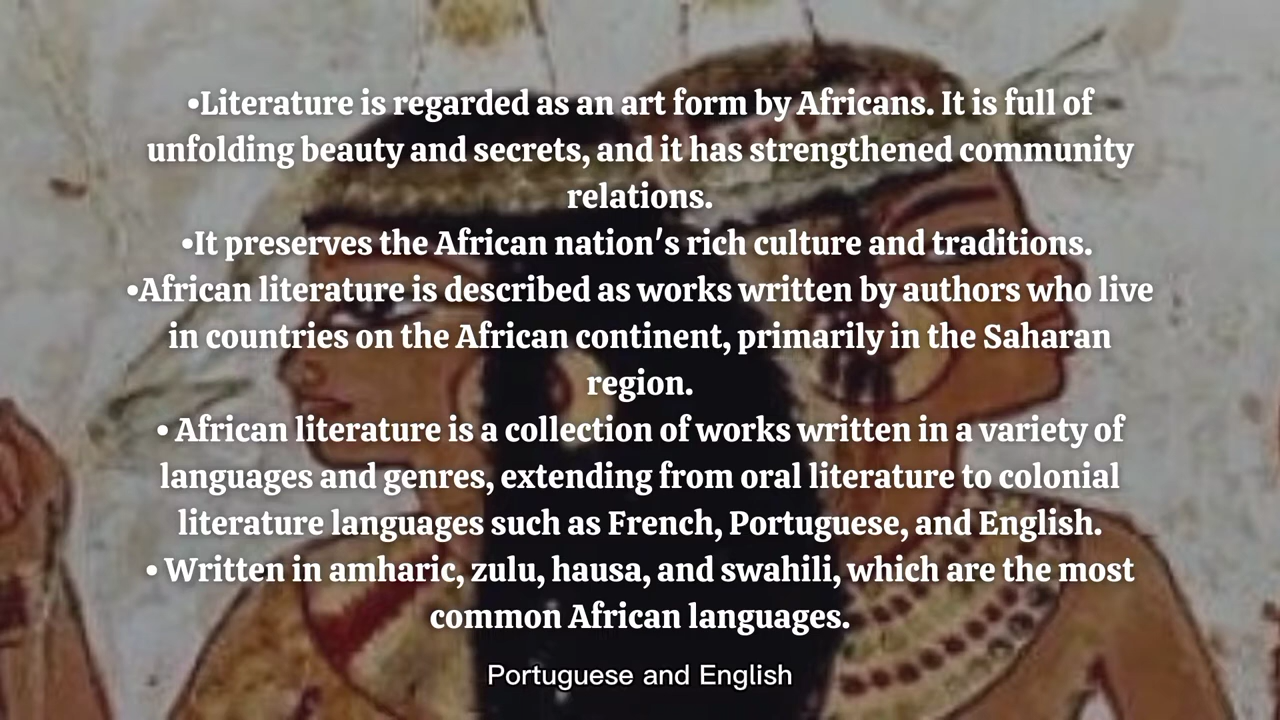 •Literature is regarded as an art form by Africans. It is full of
unfolding beauty and secrets, and it has strengthened community
relations.
•It preserves the African nation's rich culture and traditions.
•African literature is described as works written by authors who live
in countries on the African continent, primarily in the Saharan
region.
• African literature is a collection of works written in a variety of
languages and genres, extending from oral literature to colonial
literature languages such as French, Portuguese, and English.
• Written in amharic, zulu, hausa, and swahili, which are the most
common African languages.
Portuguese and English